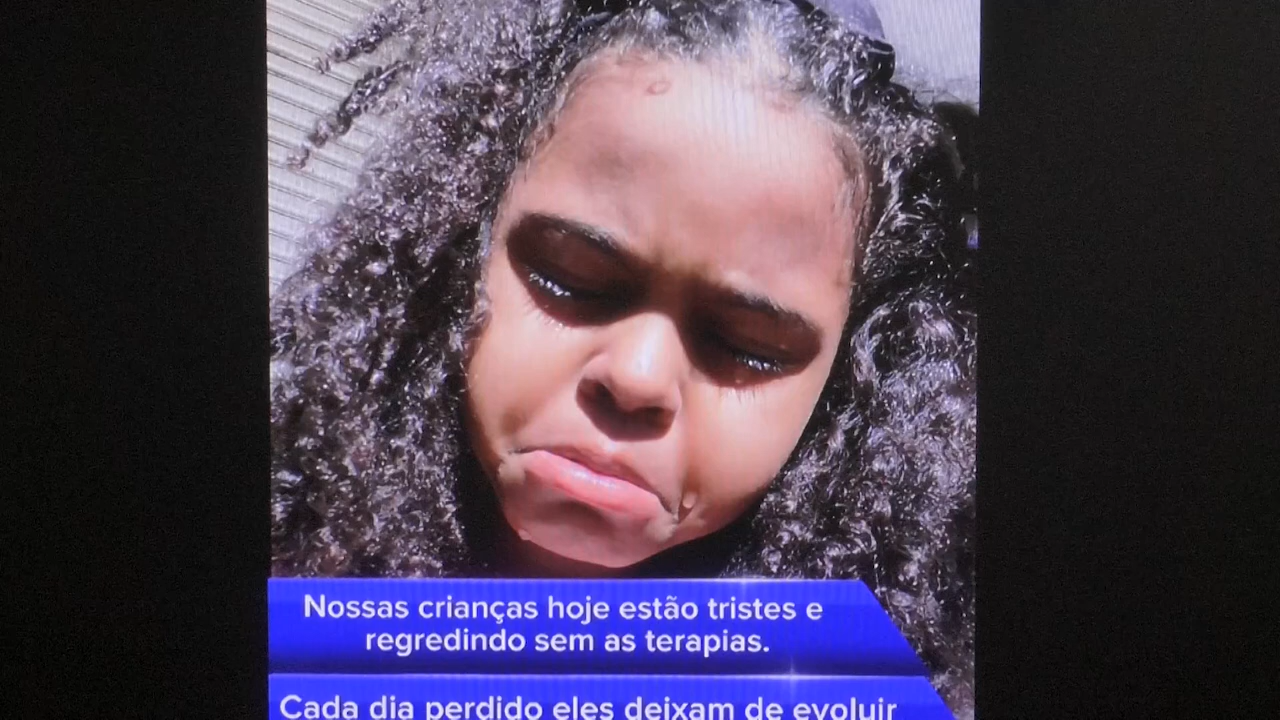 Nossas crianças hoje estão tristes e
regredindo sem as terapias.
Cada dia perdido eles deixam de evoluir